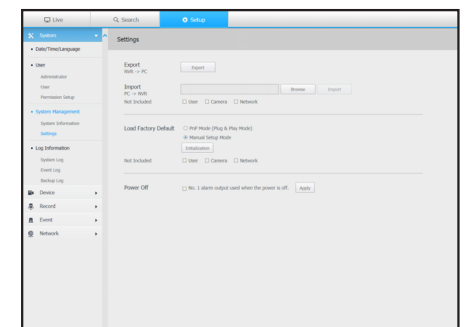 Live
Search
Setup
System
Date/Time/Language
User
Administrator
User
Permission Setup
System Management
System Information
Settings
Log Information
System Log
Event Log
Backup Log
Device
Record
Event
Network
Settings
Export
NVR -> PC
Export
Import
PC -> NVR
Browse
Import
Not Included
User
Camera
Network
Load Factory Default
PnP Mode (Plug & Play Mode)
Manual Setup Mode
Initialization
Not Included
User
Camera
Network
Power Off
No. 1 alarm output used when the power is off.
Apply